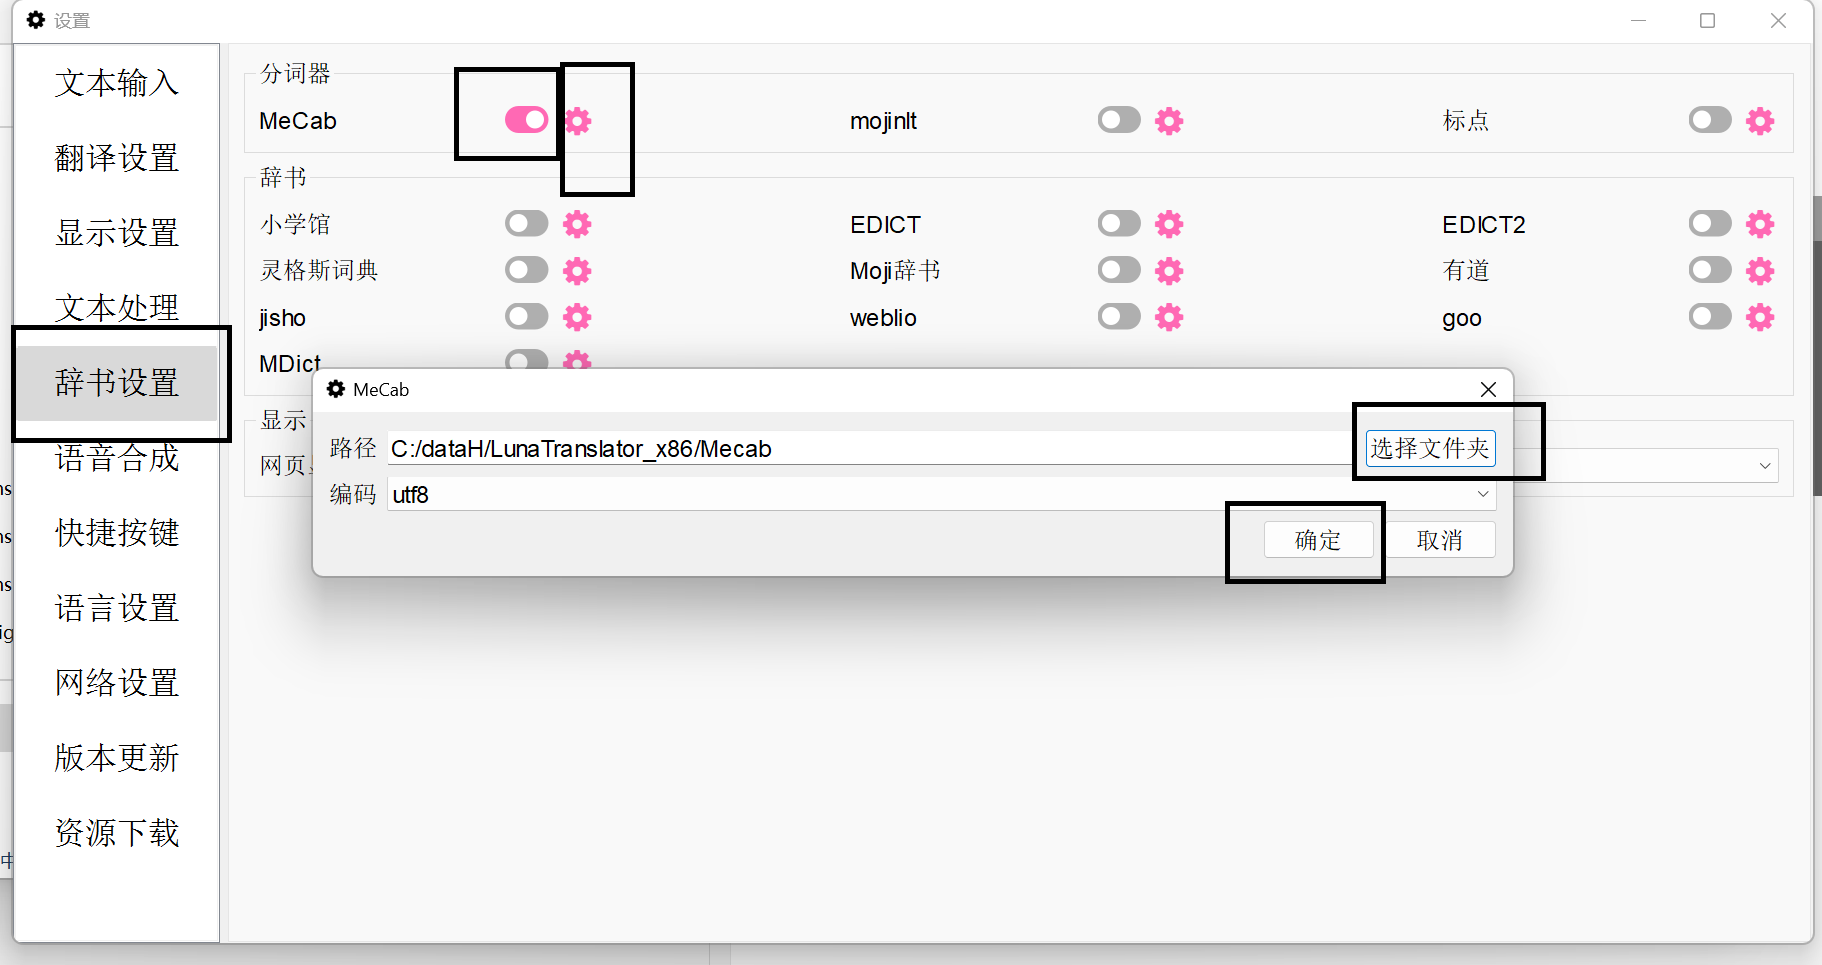 设置
文本输入
翻译设置
显示设置
文本处理
辞书设置
语音合成
快捷按键
语言设置
网络设置
版本更新
资源下载
分词器
MeCab
mojinlt
标点
辞书
小学馆
EDICT
EDICT2
灵格斯词典
Moji辞书
有道
jisho
weblio
goo
MDict
显示
网页
MeCab
路径 C:/dataH/LunaTranslator_x86/Mecab 选择文件夹
编码 utf8
确定 取消